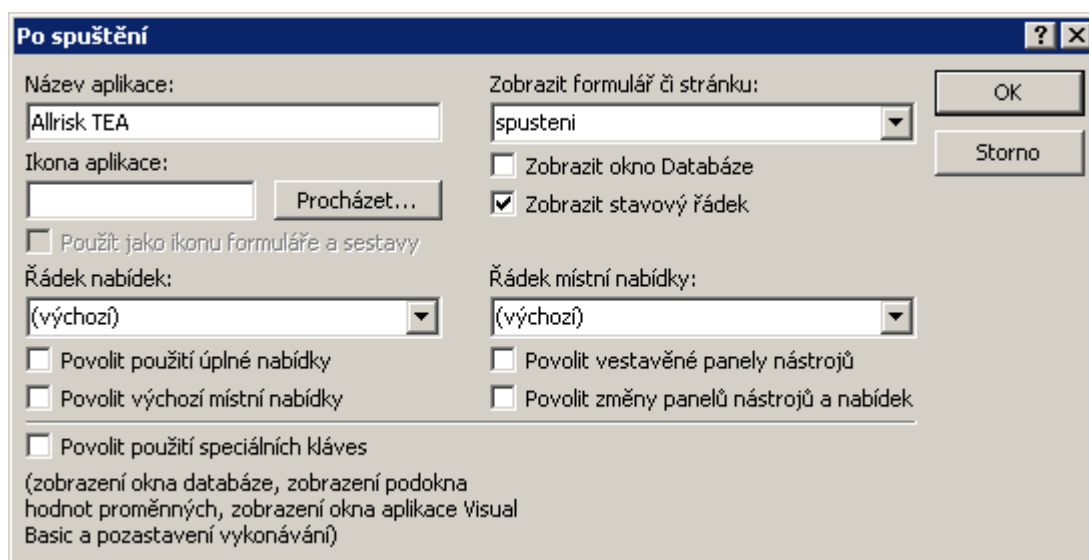 Po spuštění
Název aplikace:
Allrisk TEA
Ikona aplikace:
Procházet...
Použít jako ikonu formuláře a sestavy
Řádek nabídek:
(výchozí)
Povolit použití úplné nabídky
Povolit výchozí místní nabídky
Zobrazit formulář či stránku:
spusteni
Zobrazit okno Databáze
Zobrazit stavový řádek
Řádek místní nabídky:
(výchozí)
Povolit vestavěné panely nástrojů
Povolit změny panelů nástrojů a nabídek
OK
Storno
Povolit použití speciálních kláves
(zobrazení okna databáze, zobrazení podokna
hodnot proměnných, zobrazení okna aplikace Visual
Basic a pozastavení vykonávání)